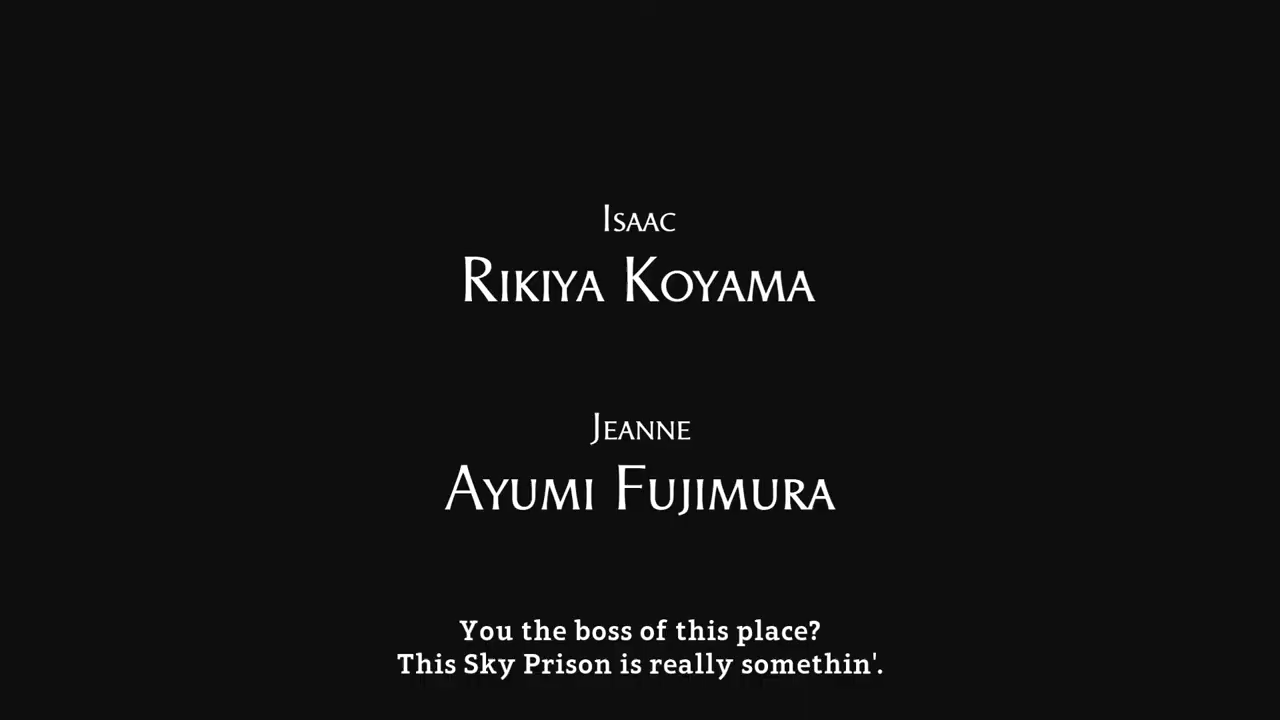 Isaac
Rikiya Koyama
Jeanne
Ayumi Fujimura
You the boss of this place?
This Sky Prison is really somethin'.